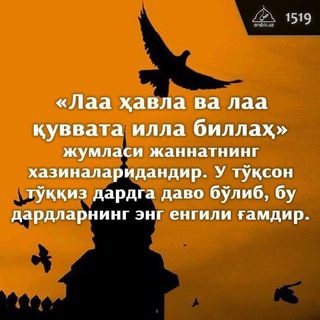 1519
«Лаа ҳавла ва лаа
қуввата илла биллаҳ»
жумласи жаннатнинг
хазиналаридандир. У тўқсон
тўққиз дардга даво бўлиб, бу
дардларнинг энг енгили ғамдир.